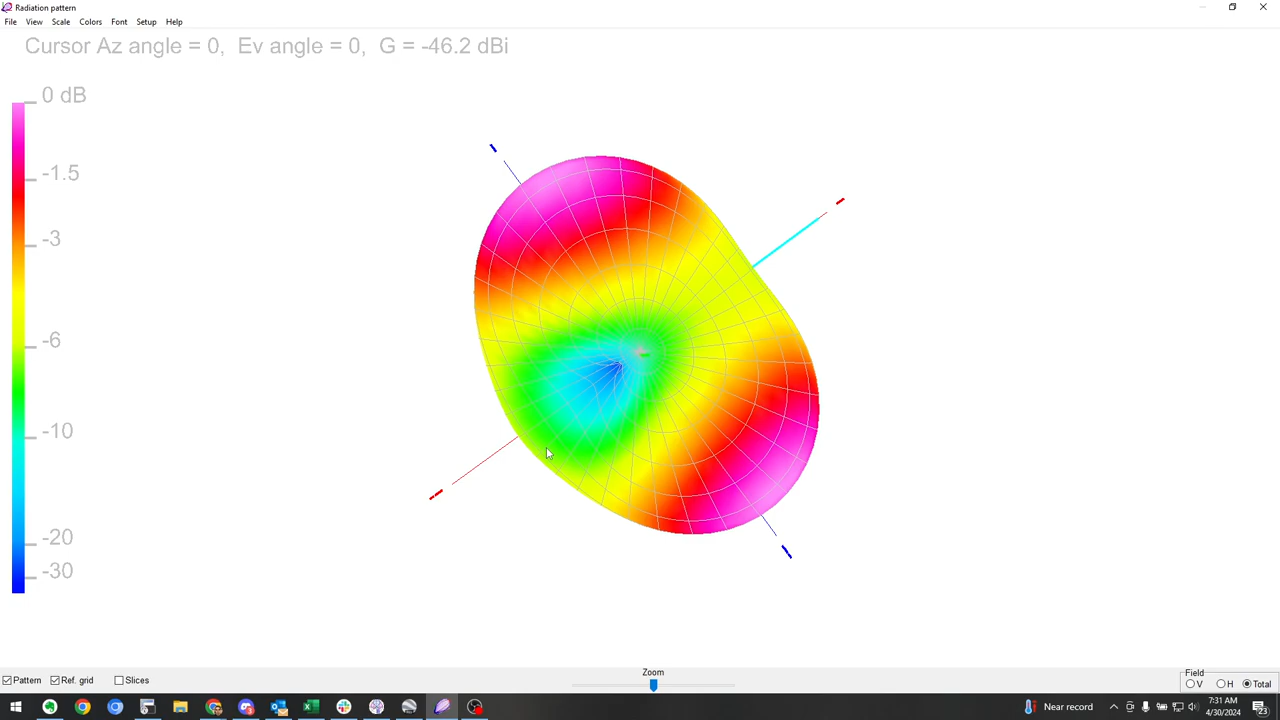 Radiation pattern
File View Scale Colors Font Setup Help
Cursor Az angle = 0, Ev angle = 0, G = -46.2 dBi
0 dB
-1.5
-3
-6
-10
-20
-30
Zoom
Pattern Ref. grid Slices
Field
V H Total
Near record
7:31 AM
4/30/2024
23